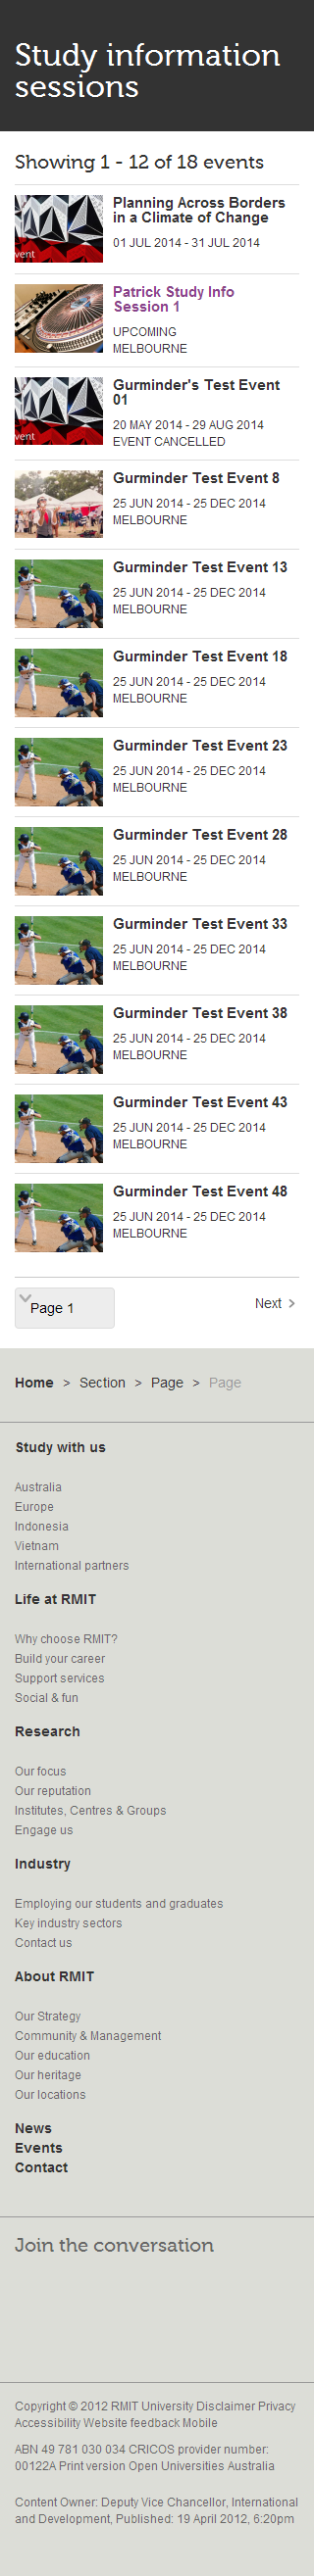 Study information
sessions
Showing 1 - 12 of 18 events
Planning Across Borders
in a Climate of Change
01 JUL 2014 - 31 JUL 2014
vent
Patrick Study Info
Session 1
UPCOMING
MELBOURNE
Gurminder's Test Event
01
20 MAY 2014 - 29 AUG 2014
vent
EVENT CANCELLED
Gurminder Test Event 8
25 JUN 2014 - 25 DEC 2014
MELBOURNE
Gurminder Test Event 13
25 JUN 2014 - 25 DEC 2014
MELBOURNE
Gurminder Test Event 18
25 JUN 2014 - 25 DEC 2014
MELBOURNE
Gurminder Test Event 23
25 JUN 2014 - 25 DEC 2014
MELBOURNE
Gurminder Test Event 28
25 JUN 2014 - 25 DEC 2014
MELBOURNE
Gurminder Test Event 33
25 JUN 2014 - 25 DEC 2014
MELBOURNE
Gurminder Test Event 38
25 JUN 2014 - 25 DEC 2014
MELBOURNE
Gurminder Test Event 43
25 JUN 2014 - 25 DEC 2014
MELBOURNE
Gurminder Test Event 48
25 JUN 2014 - 25 DEC 2014
MELBOURNE
Page 1
Next >
Home > Section > Page > Page
Study with us
Australia
Europe
Indonesia
Vietnam
International partners
Life at RMIT
Why choose RMIT?
Build your career
Support services
Social & fun
Research
Our focus
Our reputation
Institutes, Centres & Groups
Engage us
Industry
Employing our students and graduates
Key industry sectors
Contact us
About RMIT
Our Strategy
Community & Management
Our education
Our heritage
Our locations
News
Events
Contact
Join the conversation
Copyright © 2012 RMIT University Disclaimer Privacy
Accessibility Website feedback Mobile
ABN 49 781 030 034 CRICOS provider number:
00122A Print version Open Universities Australia
Content Owner: Deputy Vice Chancellor, International
and Development, Published: 19 April 2012, 6:20pm